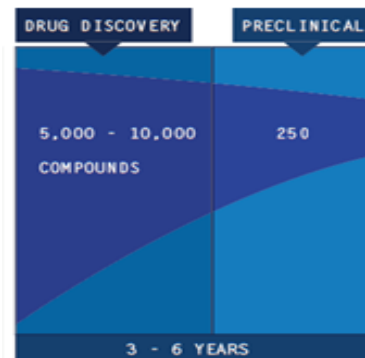 DRUG DISCOVERY
PRECLINICAL
5,000 - 10,000
COMPOUNDS
250
3 - 6 YEARS